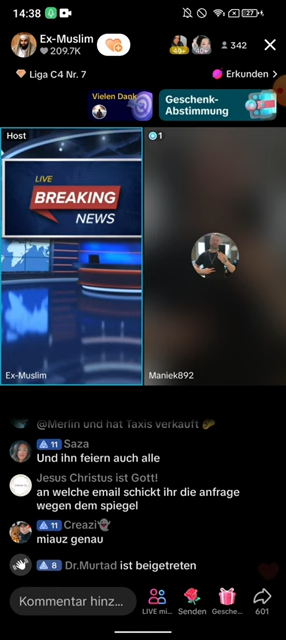 14:38
27
Ex-Muslim
209.7K
342
Liga C4 Nr. 7
Erkunden >
Vielen Dank
Geschenk-
Abstimmung
Host
1
LIVE
BREAKING
NEWS
Ex-Muslim
Maniek892
@Merlin und hat Taxis verkauft
11 Saza
Und ihn feiern auch alle
Jesus Christus ist Gott!
an welche email schickt ihr die anfrage
wegen dem spiegel
11 Creazi
miauz genau
8 Dr.Murtad ist beigetreten
Kommentar hinz...
LIVE mi...
Senden
Gesche...
601